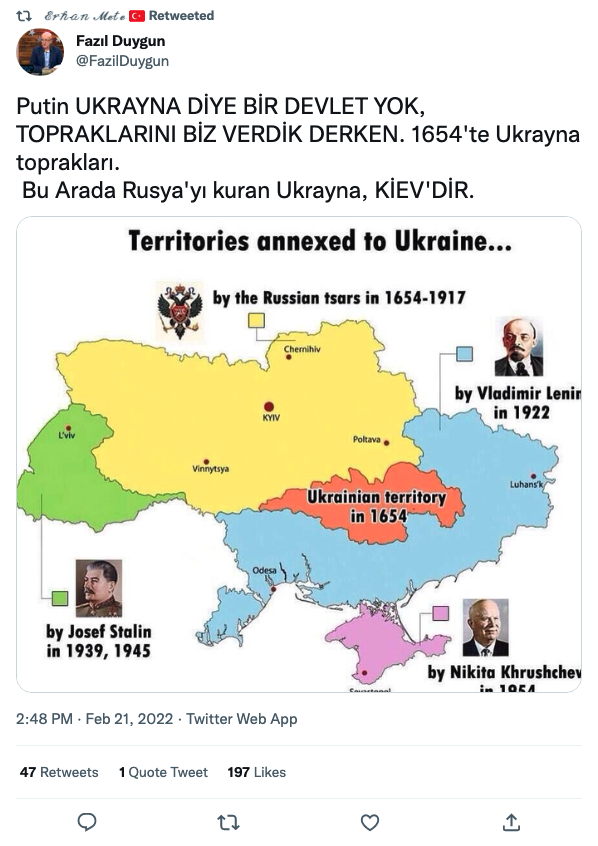 Erhan Mete 🇹🇷 Retweeted
Fazıl Duygun
@FazilDuygun
Putin UKRAYNA DİYE BİR DEVLET YOK,
TOPRAKLARINI BİZ VERDİK DERKEN. 1654'te Ukrayna
toprakları.
Bu Arada Rusya'yı kuran Ukrayna, KİEV'DİR.
Territories annexed to Ukraine...
by the Russian tsars in 1654-1917
Chernihiv
by Vladimir Lenin
in 1922
KYIV
L'viv
Poltava
Vinnytsya
Luhans'k
Ukrainian territory
in 1654
Odesa
by Josef Stalin
in 1939, 1945
by Nikita Khrushchev
in 1954
Sevastopol
2:48 PM · Feb 21, 2022 · Twitter Web App
47 Retweets 1 Quote Tweet 197 Likes